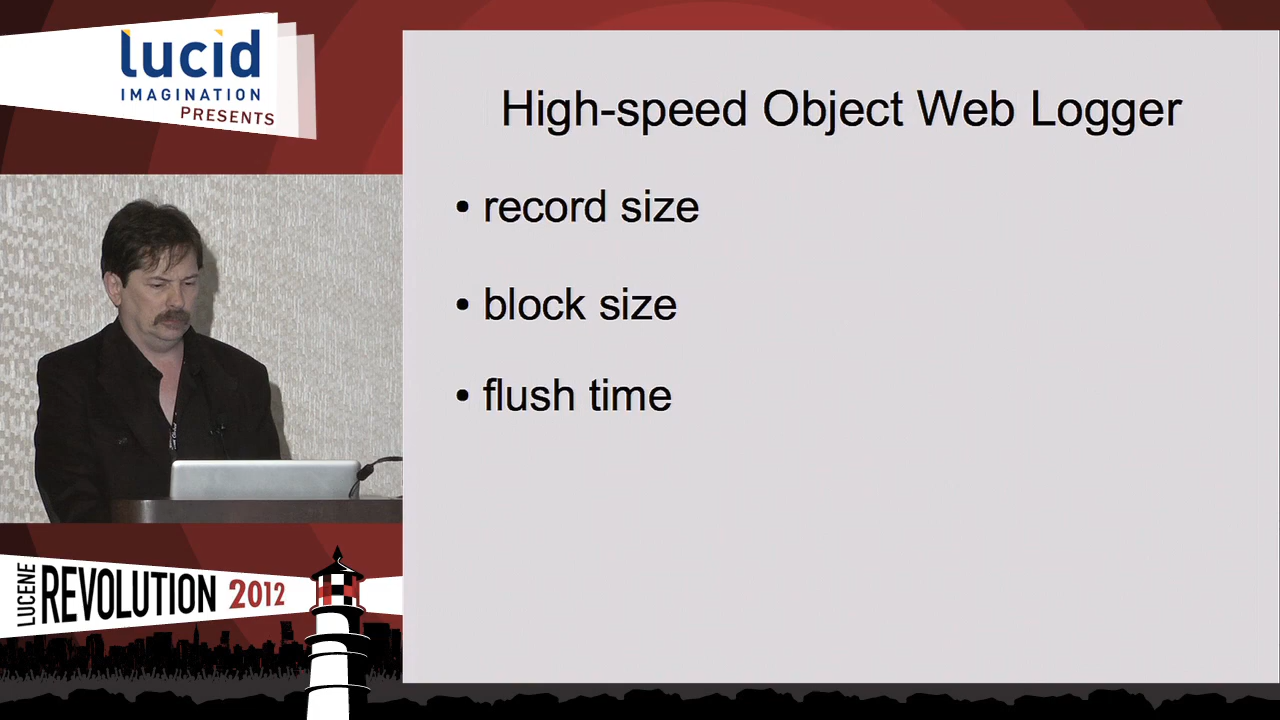 lucid
IMAGINATION
PRESENTS
High-speed Object Web Logger
• record size
• block size
• flush time
LUCENE
REVOLUTION 2012